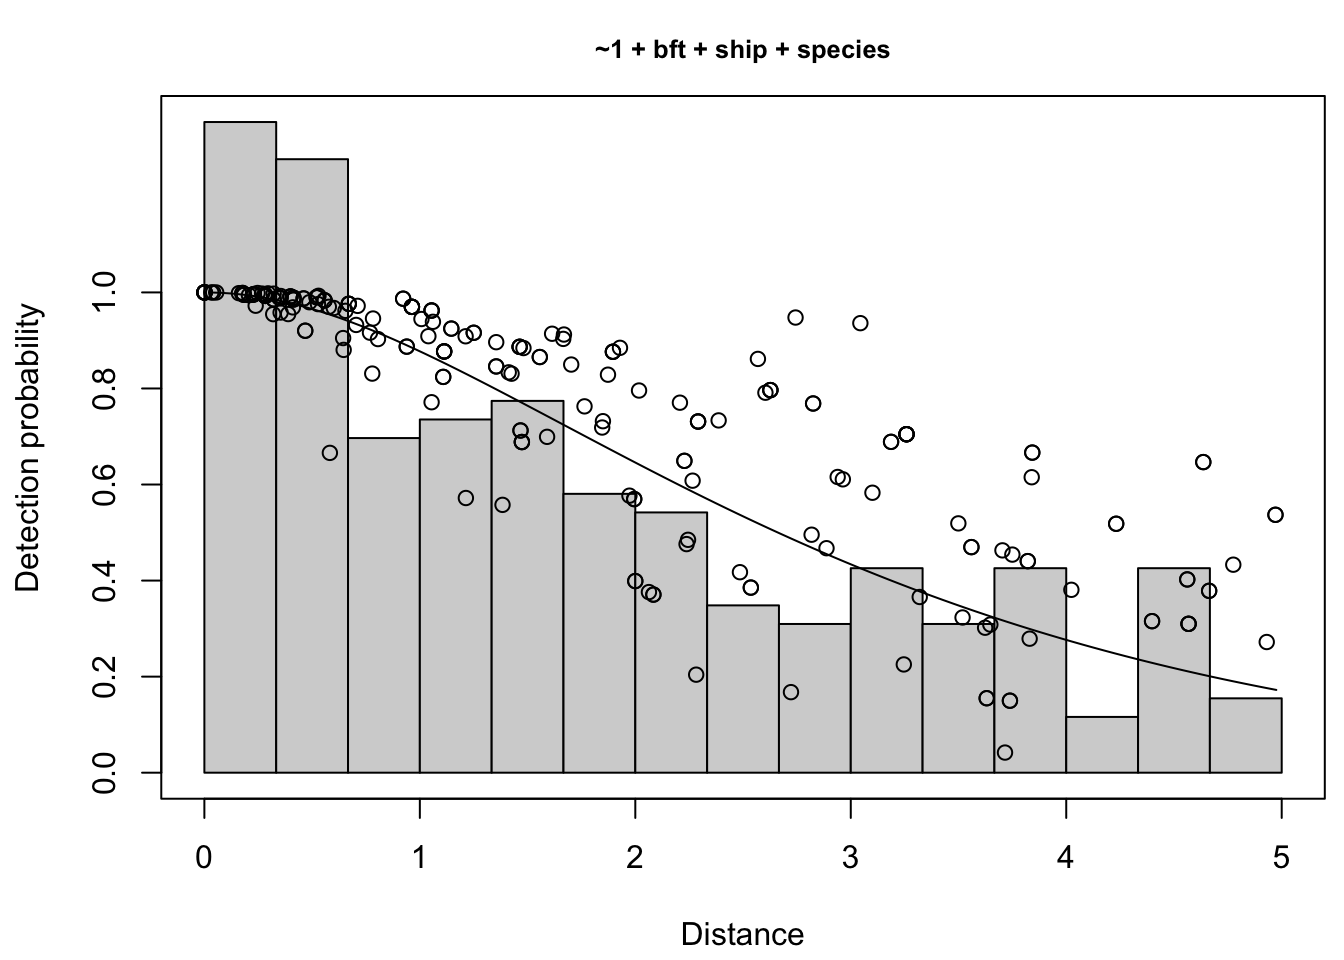 ~1 + bft + ship + species
Detection probability
1.0
0.8
0.6
0.4
0.2
0.0
0 1 2 3 4 5
Distance